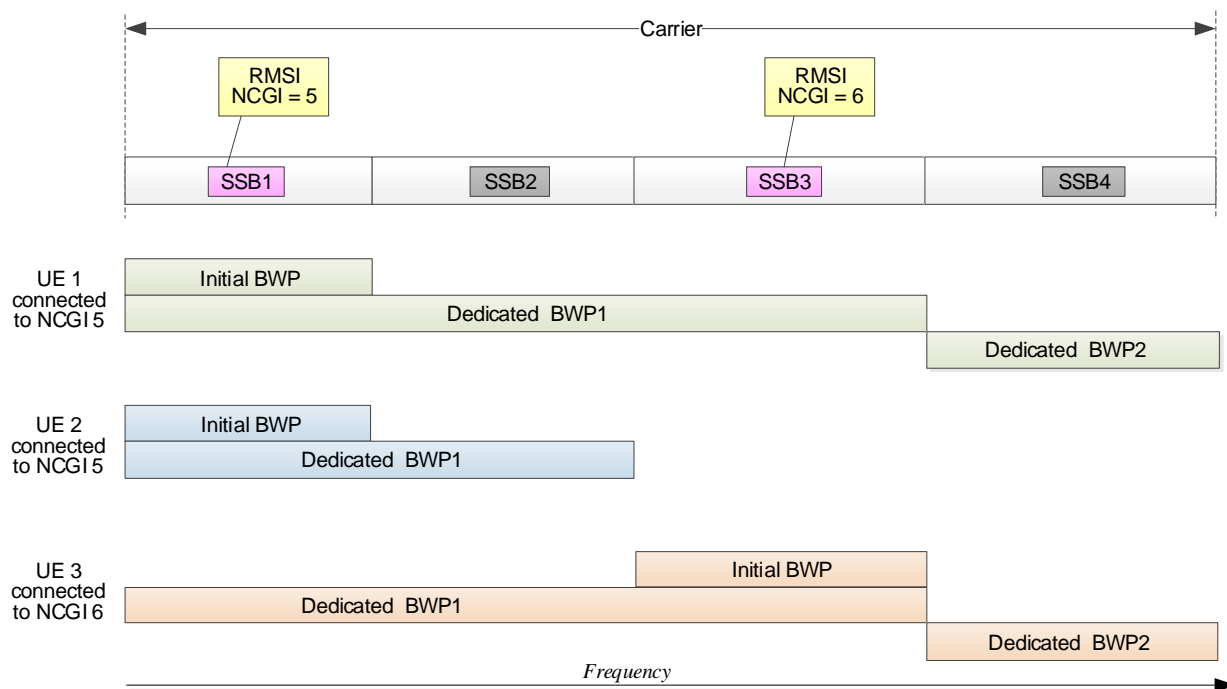 Carrier
RMSI
NCGI = 5
RMSI
NCGI = 6
SSB1
SSB2
SSB3
SSB4
UE 1
connected
to NCGI 5
Initial BWP
Dedicated BWP1
Dedicated BWP2
UE 2
connected
to NCGI 5
Initial BWP
Dedicated BWP1
UE 3
connected
to NCGI 6
Initial BWP
Dedicated BWP1
Dedicated BWP2
Frequency